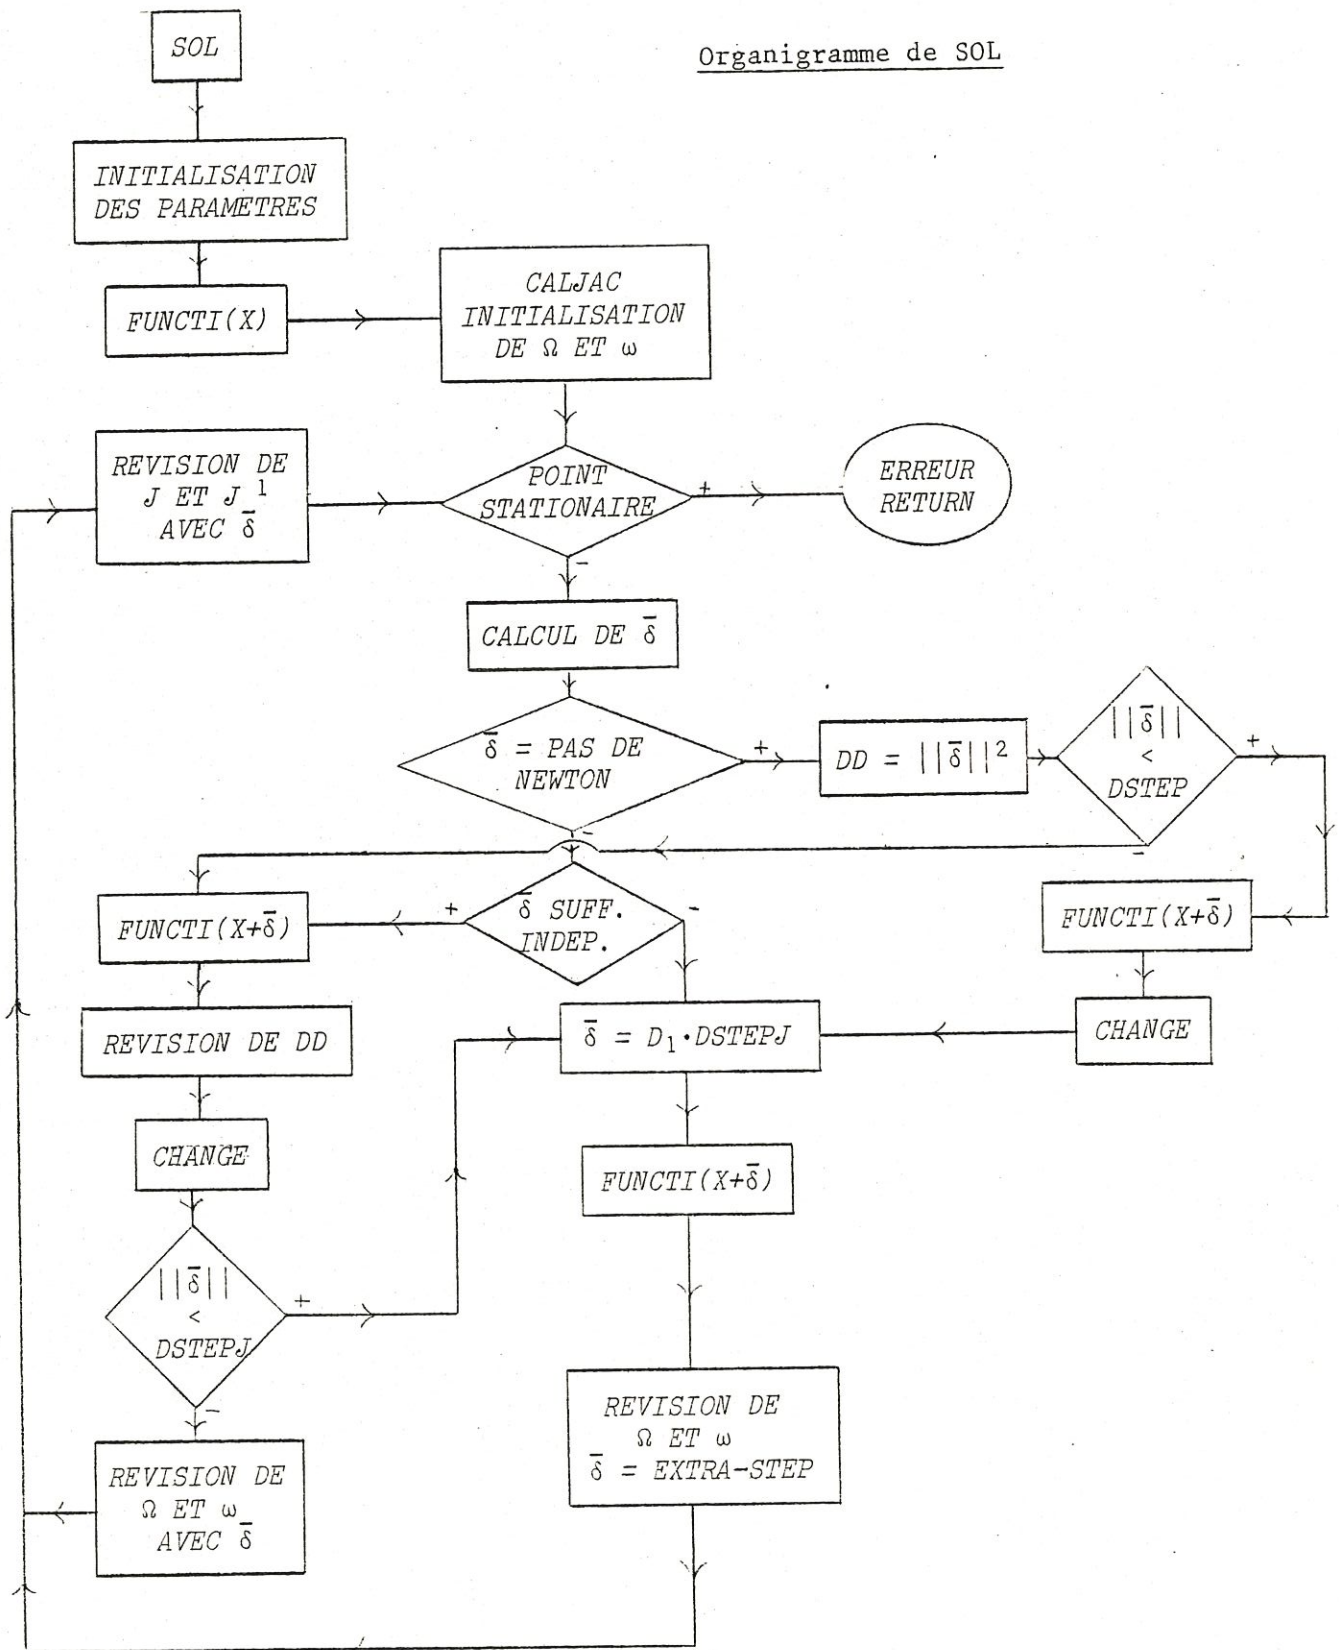 SOL
Organigramme de SOL
INITIALISATION
DES PARAMETRES
FUNCTI(X)
CALJAC
INITIALISATION
DE Ω ET ω
REVISION DE
J ET J 1
AVEC δ̄
POINT
STATIONAIRE
+
ERREUR
RETURN
-
CALCUL DE δ̄
δ̄ = PAS DE
NEWTON
+
DD = ||δ̄||²
||δ̄||
<
DSTEP
+
-
-
FUNCTI(X+δ̄)
+
δ̄ SUFF.
INDEP.
-
FUNCTI(X+δ̄)
REVISION DE DD
δ̄ = D₁·DSTEPJ
CHANGE
CHANGE
FUNCTI(X+δ̄)
||δ̄||
<
DSTEPJ
+
-
REVISION DE
Ω ET ω
δ̄ = EXTRA-STEP
REVISION DE
Ω ET ω
AVEC δ̄